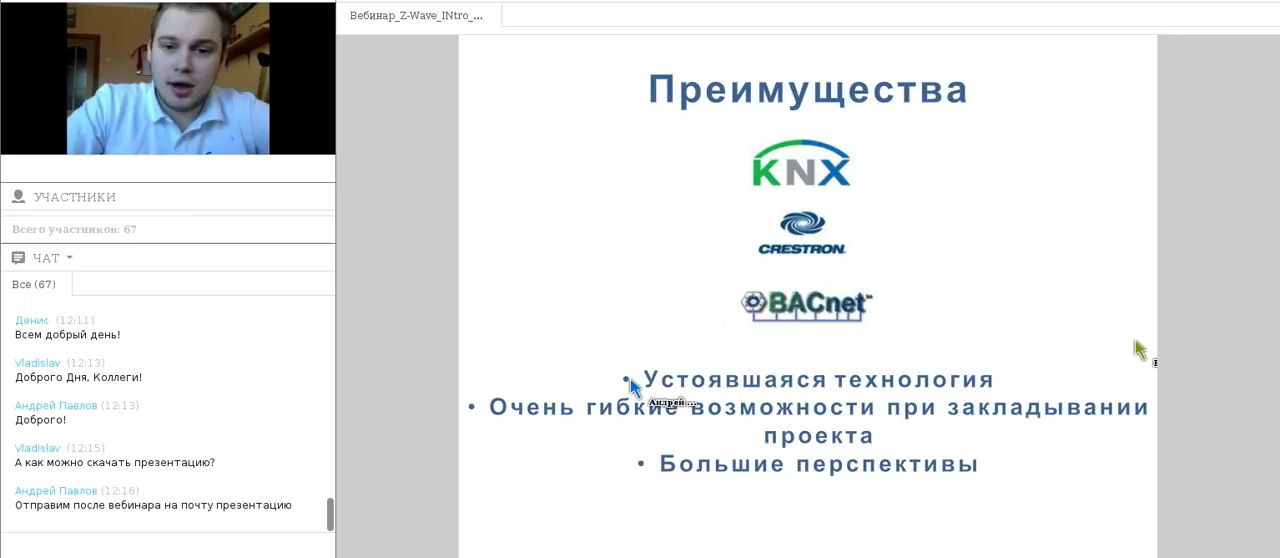 УЧАСТНИКИ
Всего участников: 67
ЧАТ
Все (67)
Денис (12:11)
Всем добрый день!
Vladislav (12:13)
Доброго Дня, Коллеги!
Андрей Павлов (12:13)
Доброго!
Vladislav (12:15)
А как можно скачать презентацию?
Андрей Павлов (12:16)
Отправим после вебинара на почту презентацию
Вебинар_Z-Wave_INtro_...
Преимущества
KNX
CRESTRON
BACnet™
• Устоявшаяся технология
Андрей ...
• Очень гибкие возможности при закладывании
проекта
• Большие перспективы